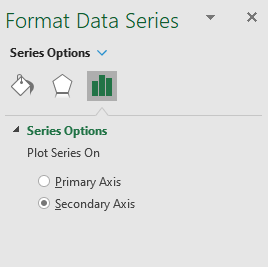 Format Data Series
Series Options
Series Options
Plot Series On
Primary Axis
Secondary Axis